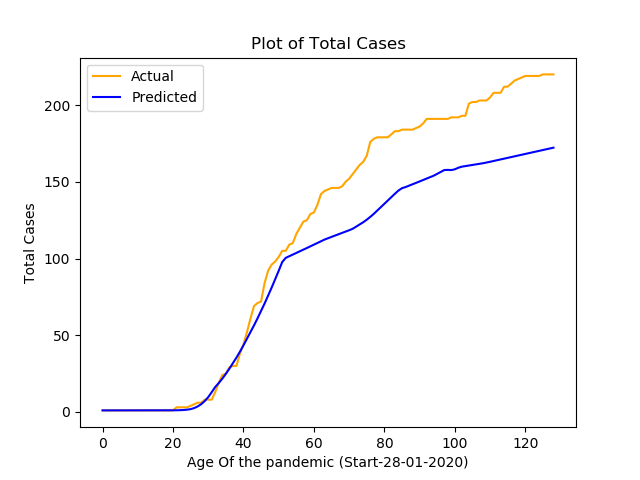 Plot of Total Cases
Actual
Predicted
200
150
100
50
0
Total Cases
0 20 40 60 80 100 120
Age Of the pandemic (Start-28-01-2020)